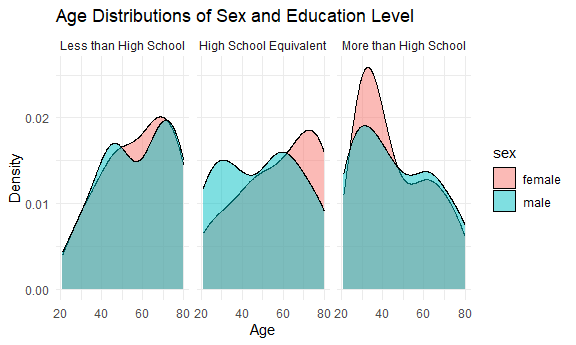 Age Distributions of Sex and Education Level
Less than High School High School Equivalent More than High School
0.02
0.01
0.00
Density
20 40 60 80 20 40 60 80 20 40 60 80
Age
sex
female
male